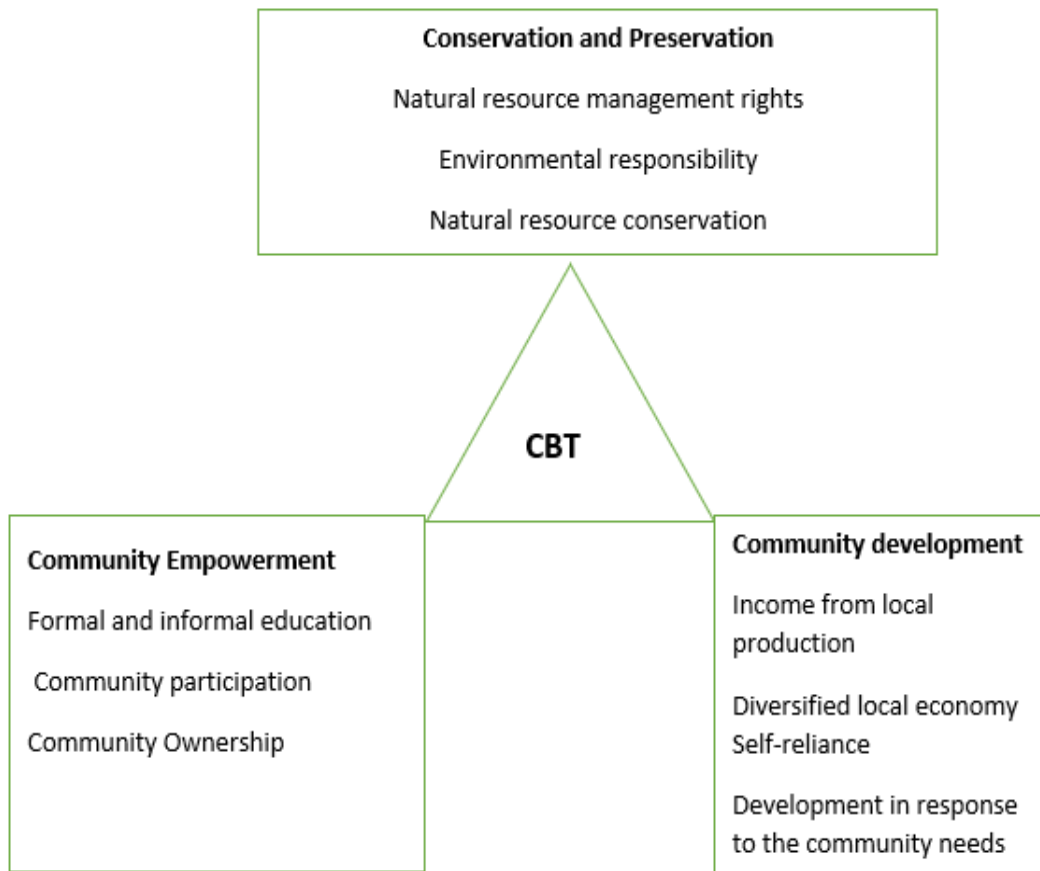 Conservation and Preservation
Natural resource management rights
Environmental responsibility
Natural resource conservation
CBT
Community Empowerment
Formal and informal education
Community participation
Community Ownership
Community development
Income from local
production
Diversified local economy
Self-reliance
Development in response
to the community needs